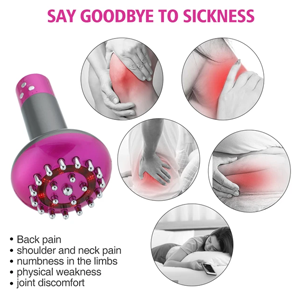 SAY GOODBYE TO SICKNESS
• Back pain
• shoulder and neck pain
• numbness in the limbs
• physical weakness
• joint discomfort